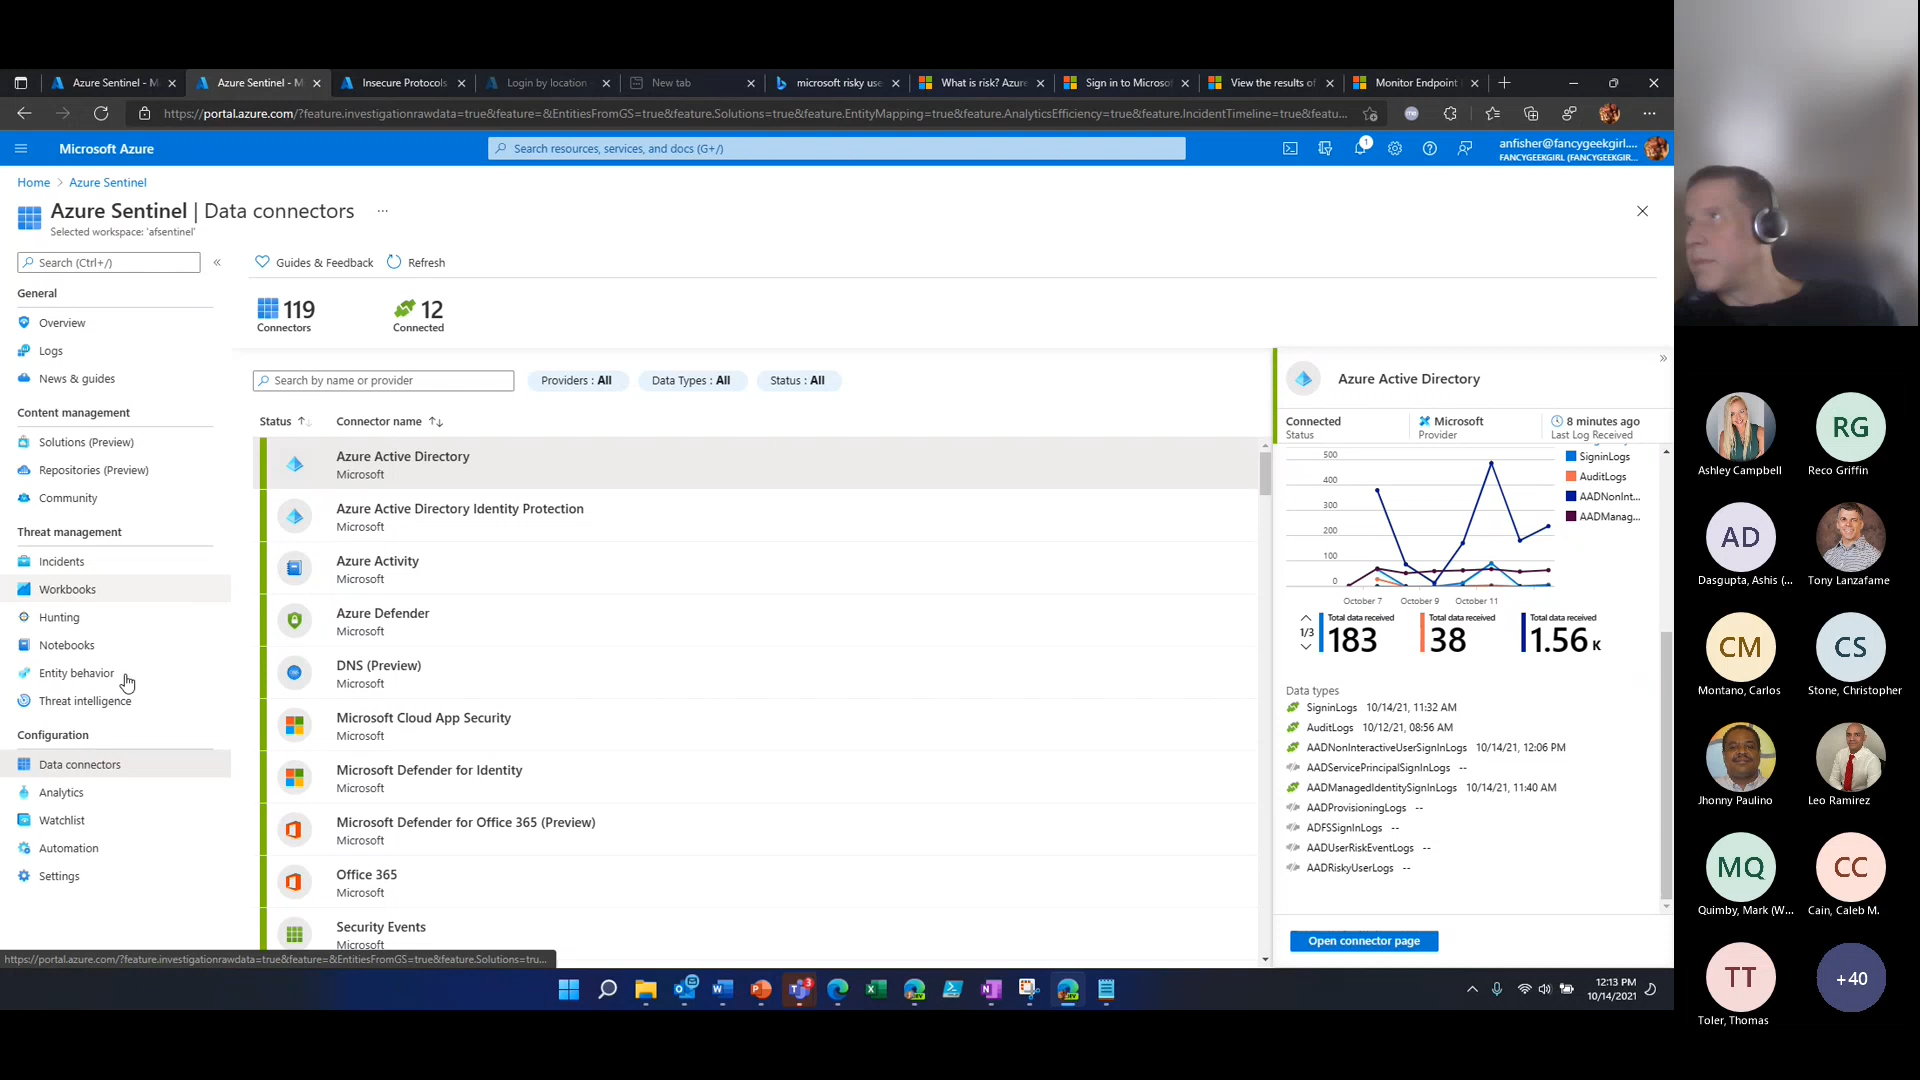 Azure Sentinel - M
Azure Sentinel - M
Insecure Protocols
Login by location
New tab
microsoft risky use
What is risk? Azure
Sign in to Microsof
View the results of
Monitor Endpoint
https://portal.azure.com/?feature.investigationrawdata=true&feature=&EntitiesFromGS=true&feature.Solutions=true&feature.EntityMapping=true&feature.AnalyticsEfficiency=true&feature.IncidentTimeline=true&featu...
Microsoft Azure
Search resources, services, and docs (G+/)
1
anfisher@fancygeekgirl....
FANCYGEEKGIRL (FANCYGEEKGIR...
Home > Azure Sentinel
Azure Sentinel | Data connectors ...
Selected workspace: 'afsentinel'
Search (Ctrl+/)
«
General
Overview
Logs
News & guides
Content management
Solutions (Preview)
Repositories (Preview)
Community
Threat management
Incidents
Workbooks
Hunting
Notebooks
Entity behavior
Threat intelligence
Configuration
Data connectors
Analytics
Watchlist
Automation
Settings
Guides & Feedback
Refresh
119
Connectors
12
Connected
Search by name or provider
Providers : All
Data Types : All
Status : All
Status ↑↓
Connector name ↑↓
Azure Active Directory
Microsoft
Azure Active Directory Identity Protection
Microsoft
Azure Activity
Microsoft
Azure Defender
Microsoft
DNS (Preview)
Microsoft
Microsoft Cloud App Security
Microsoft
Microsoft Defender for Identity
Microsoft
Microsoft Defender for Office 365 (Preview)
Microsoft
Office 365
Microsoft
Security Events
Microsoft
»
Azure Active Directory
Connected
Status
Microsoft
Provider
8 minutes ago
Last Log Received
500
400
300
200
100
0
October 7
October 9
October 11
SigninLogs
AuditLogs
AADNonInt...
AADManag...
1/3
Total data received
183
Total data received
38
Total data received
1.56 K
Data types
SigninLogs 10/14/21, 11:32 AM
AuditLogs 10/12/21, 08:56 AM
AADNonInteractiveUserSignInLogs 10/14/21, 12:06 PM
AADServicePrincipalSignInLogs --
AADManagedIdentitySignInLogs 10/14/21, 11:40 AM
AADProvisioningLogs --
ADFSSignInLogs --
AADUserRiskEventLogs --
AADRiskyUserLogs --
Open connector page
https://portal.azure.com/?feature.investigationrawdata=true&feature=&EntitiesFromGS=true&feature.Solutions=tru...
3
12:13 PM
10/14/2021
Ashley Campbell
RG
Reco Griffin
AD
Dasgupta, Ashis (...
Tony Lanzafame
CM
Montano, Carlos
CS
Stone, Christopher
Jhonny Paulino
Leo Ramirez
MQ
Quimby, Mark (W...
CC
Cain, Caleb M.
TT
Toler, Thomas
+40